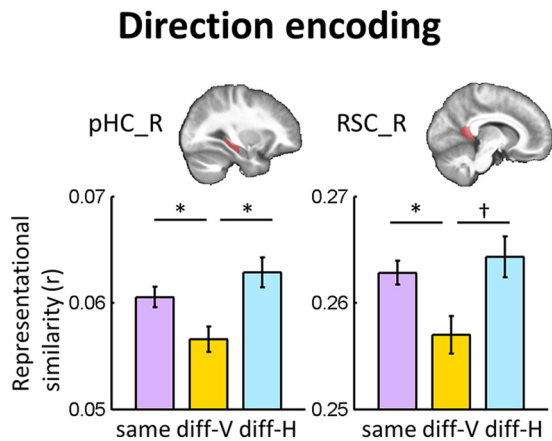 Direction encoding
pHC_R
RSC_R
Representational
similarity (r)
0.07
* *
0.06
0.05
same diff-V diff-H
0.27
* †
0.26
0.25
same diff-V diff-H